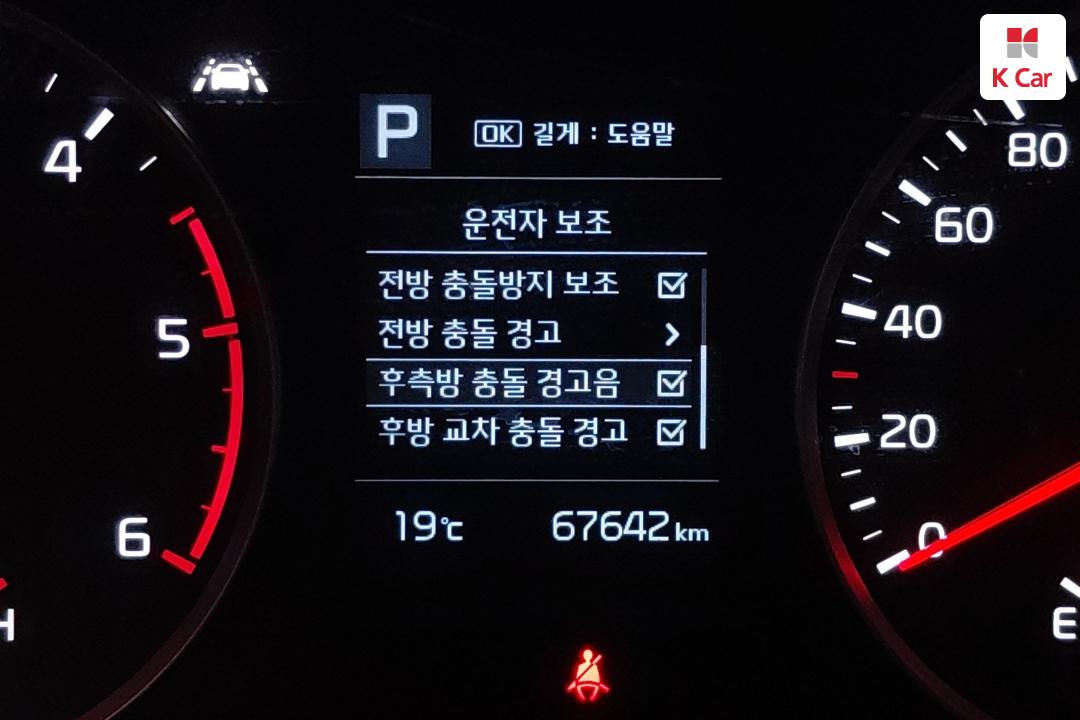 K Car
P
OK 길게 : 도움말
운전자 보조
전방 충돌방지 보조
전방 충돌 경고
후측방 충돌 경고음
후방 교차 충돌 경고
19℃ 67642 km
4
5
6
H
80
60
40
20
0
E